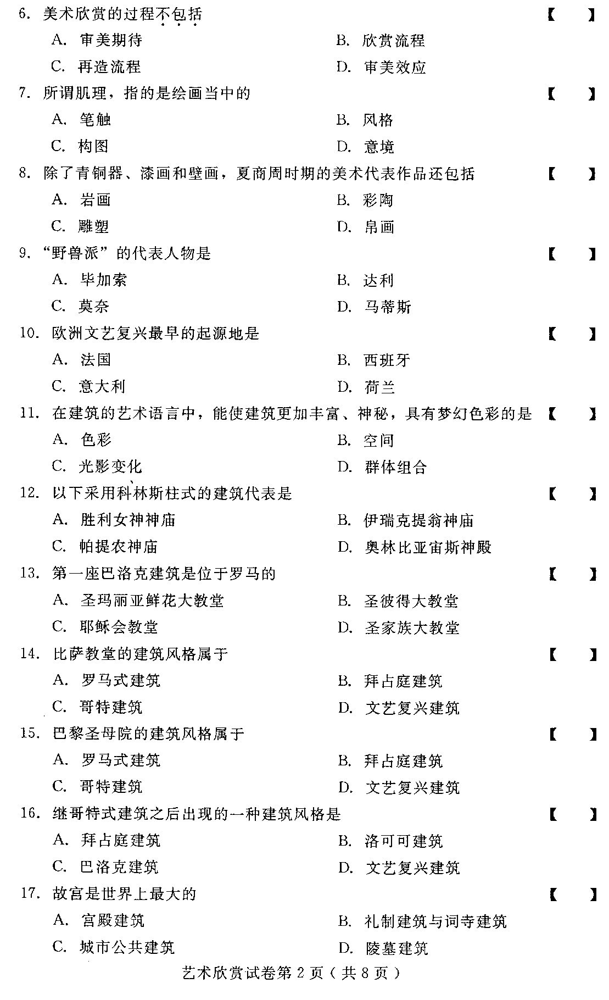 6. 美术欣赏的过程不包括 【 】
A. 审美期待 B. 欣赏流程
C. 再造流程 D. 审美效应
7. 所谓肌理，指的是绘画当中的 【 】
A. 笔触 B. 风格
C. 构图 D. 意境
8. 除了青铜器、漆画和壁画，夏商周时期的美术代表作品还包括 【 】
A. 岩画 B. 彩陶
C. 雕塑 D. 帛画
9. “野兽派”的代表人物是 【 】
A. 毕加索 B. 达利
C. 莫奈 D. 马蒂斯
10. 欧洲文艺复兴最早的起源地是 【 】
A. 法国 B. 西班牙
C. 意大利 D. 荷兰
11. 在建筑的艺术语言中，能使建筑更加丰富、神秘，具有梦幻色彩的是 【 】
A. 色彩 B. 空间
C. 光影变化 D. 群体组合
12. 以下采用科林斯柱式的建筑代表是 【 】
A. 胜利女神神庙 B. 伊瑞克提翁神庙
C. 帕提农神庙 D. 奥林比亚宙斯神殿
13. 第一座巴洛克建筑是位于罗马的 【 】
A. 圣玛丽亚鲜花大教堂 B. 圣彼得大教堂
C. 耶稣会教堂 D. 圣家族大教堂
14. 比萨教堂的建筑风格属于 【 】
A. 罗马式建筑 B. 拜占庭建筑
C. 哥特建筑 D. 文艺复兴建筑
15. 巴黎圣母院的建筑风格属于 【 】
A. 罗马式建筑 B. 拜占庭建筑
C. 哥特建筑 D. 文艺复兴建筑
16. 继哥特式建筑之后出现的一种建筑风格是 【 】
A. 拜占庭建筑 B. 洛可可建筑
C. 巴洛克建筑 D. 文艺复兴建筑
17. 故宫是世界上最大的 【 】
A. 宫殿建筑 B. 礼制建筑与词寺建筑
C. 城市公共建筑 D. 陵墓建筑
艺术欣赏试卷第 2 页（共 8 页）